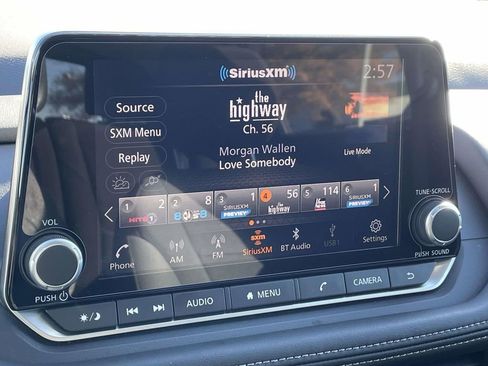 SiriusXM
2:57
Source
the
highway
SXM Menu
Ch. 56
Morgan Wallen
Live Mode
Replay
Love Somebody
1 2 2 8 3 1 4 56 5 114 6 1
HITS1
SIRIUSXM
the
highway
SIRIUSXM
PREVIEW
PREVIEW
VOL
TUNE•SCROLL
sxm
Phone
AM
FM
SiriusXM
BT Audio
USB1
Settings
PUSH
PUSH SOUND
AUDIO
MENU
CAMERA